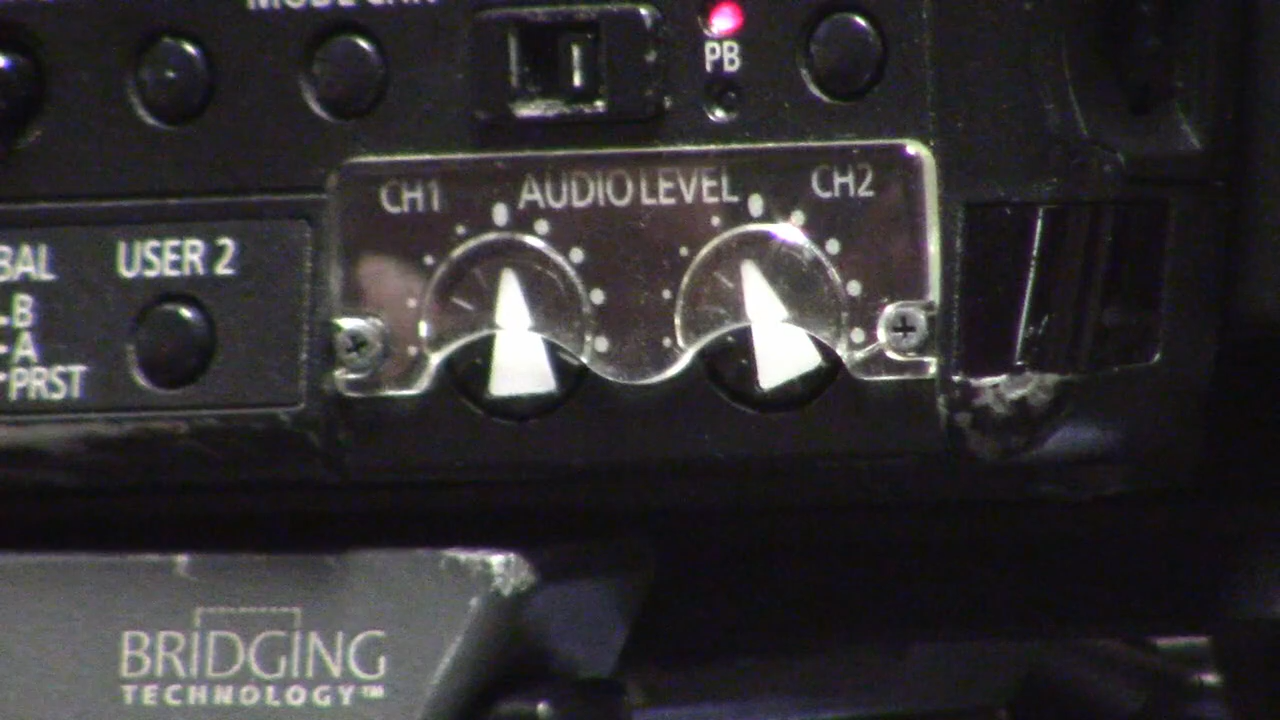 PB
CH1 AUDIO LEVEL CH2
BAL USER 2
B
A
PRST
BRIDGING
TECHNOLOGY™